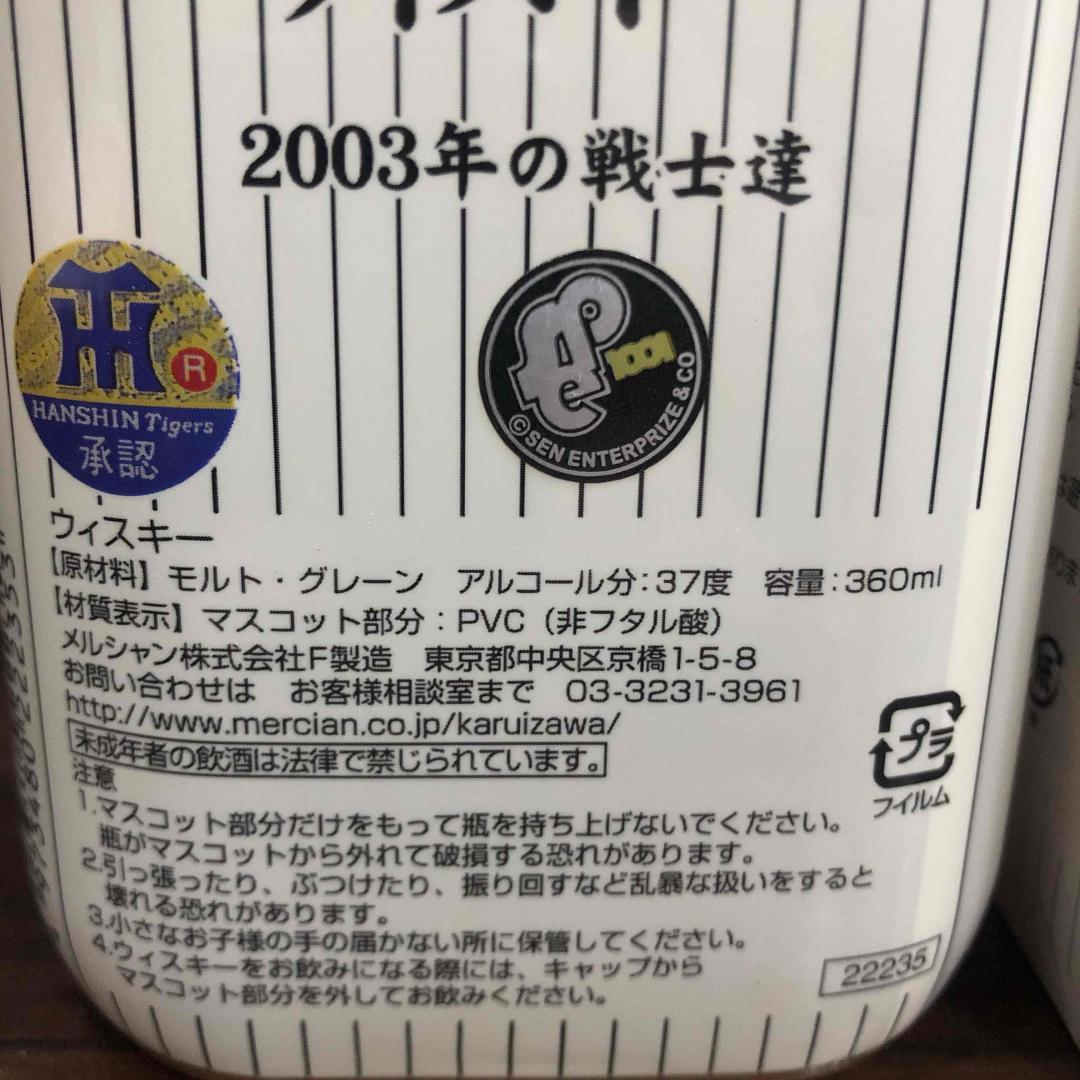 2003年の戦士達
R
HANSHIN Tigers
承認
1001
©SEN ENTERPRIZE & CO
ウィスキー
【原材料】モルト・グレーン　アルコール分:37度　容量:360ml
【材質表示】マスコット部分:PVC（非フタル酸）
メルシャン株式会社F製造　東京都中央区京橋1-5-8
お問い合わせは　お客様相談室まで　03-3231-3961
http://www.mercian.co.jp/karuizawa/
未成年者の飲酒は法律で禁じられています。
プラ
フィルム
注意
1.マスコット部分だけをもって瓶を持ち上げないでください。
瓶がマスコットから外れて破損する恐れがあります。
2.引っ張ったり、ぶつけたり、振り回すなど乱暴な扱いをすると
壊れる恐れがあります。
3.小さなお子様の手の届かない所に保管してください。
4.ウィスキーをお飲みになる際には、キャップから
マスコット部分を外してお飲みください。
22235